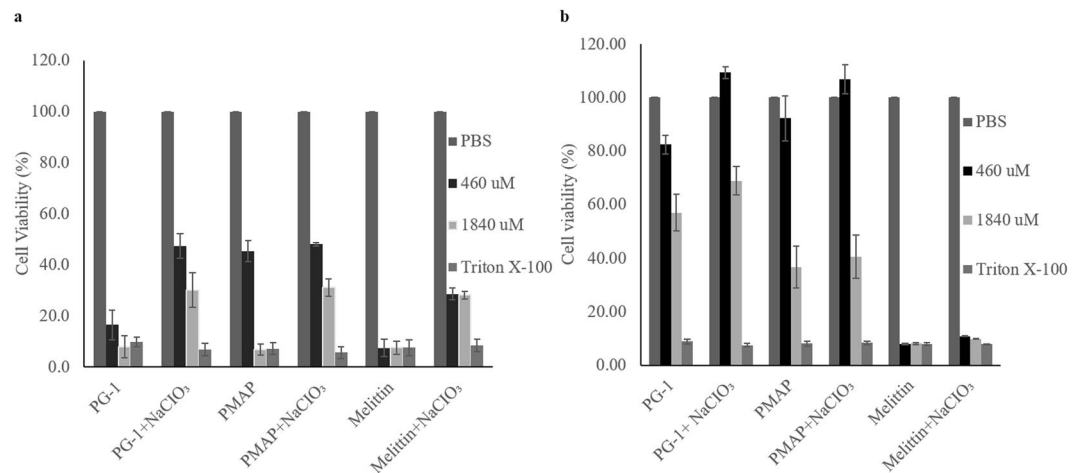 a
120.0
100.0
80.0
60.0
40.0
20.0
0.0
Cell Viability (%)
PBS
460 uM
1840 uM
Triton X-100
PG-1
PG-1+NaClO₃
PMAP
PMAP+NaClO₃
Melittin
Melittin+NaClO₃
b
120.00
100.00
80.00
60.00
40.00
20.00
0.00
Cell viability (%)
PBS
460 uM
1840 uM
Triton X-100
PG-1
PG-1+ NaClO₃
PMAP
PMAP+NaClO₃
Melittin
Melittin+NaClO₃